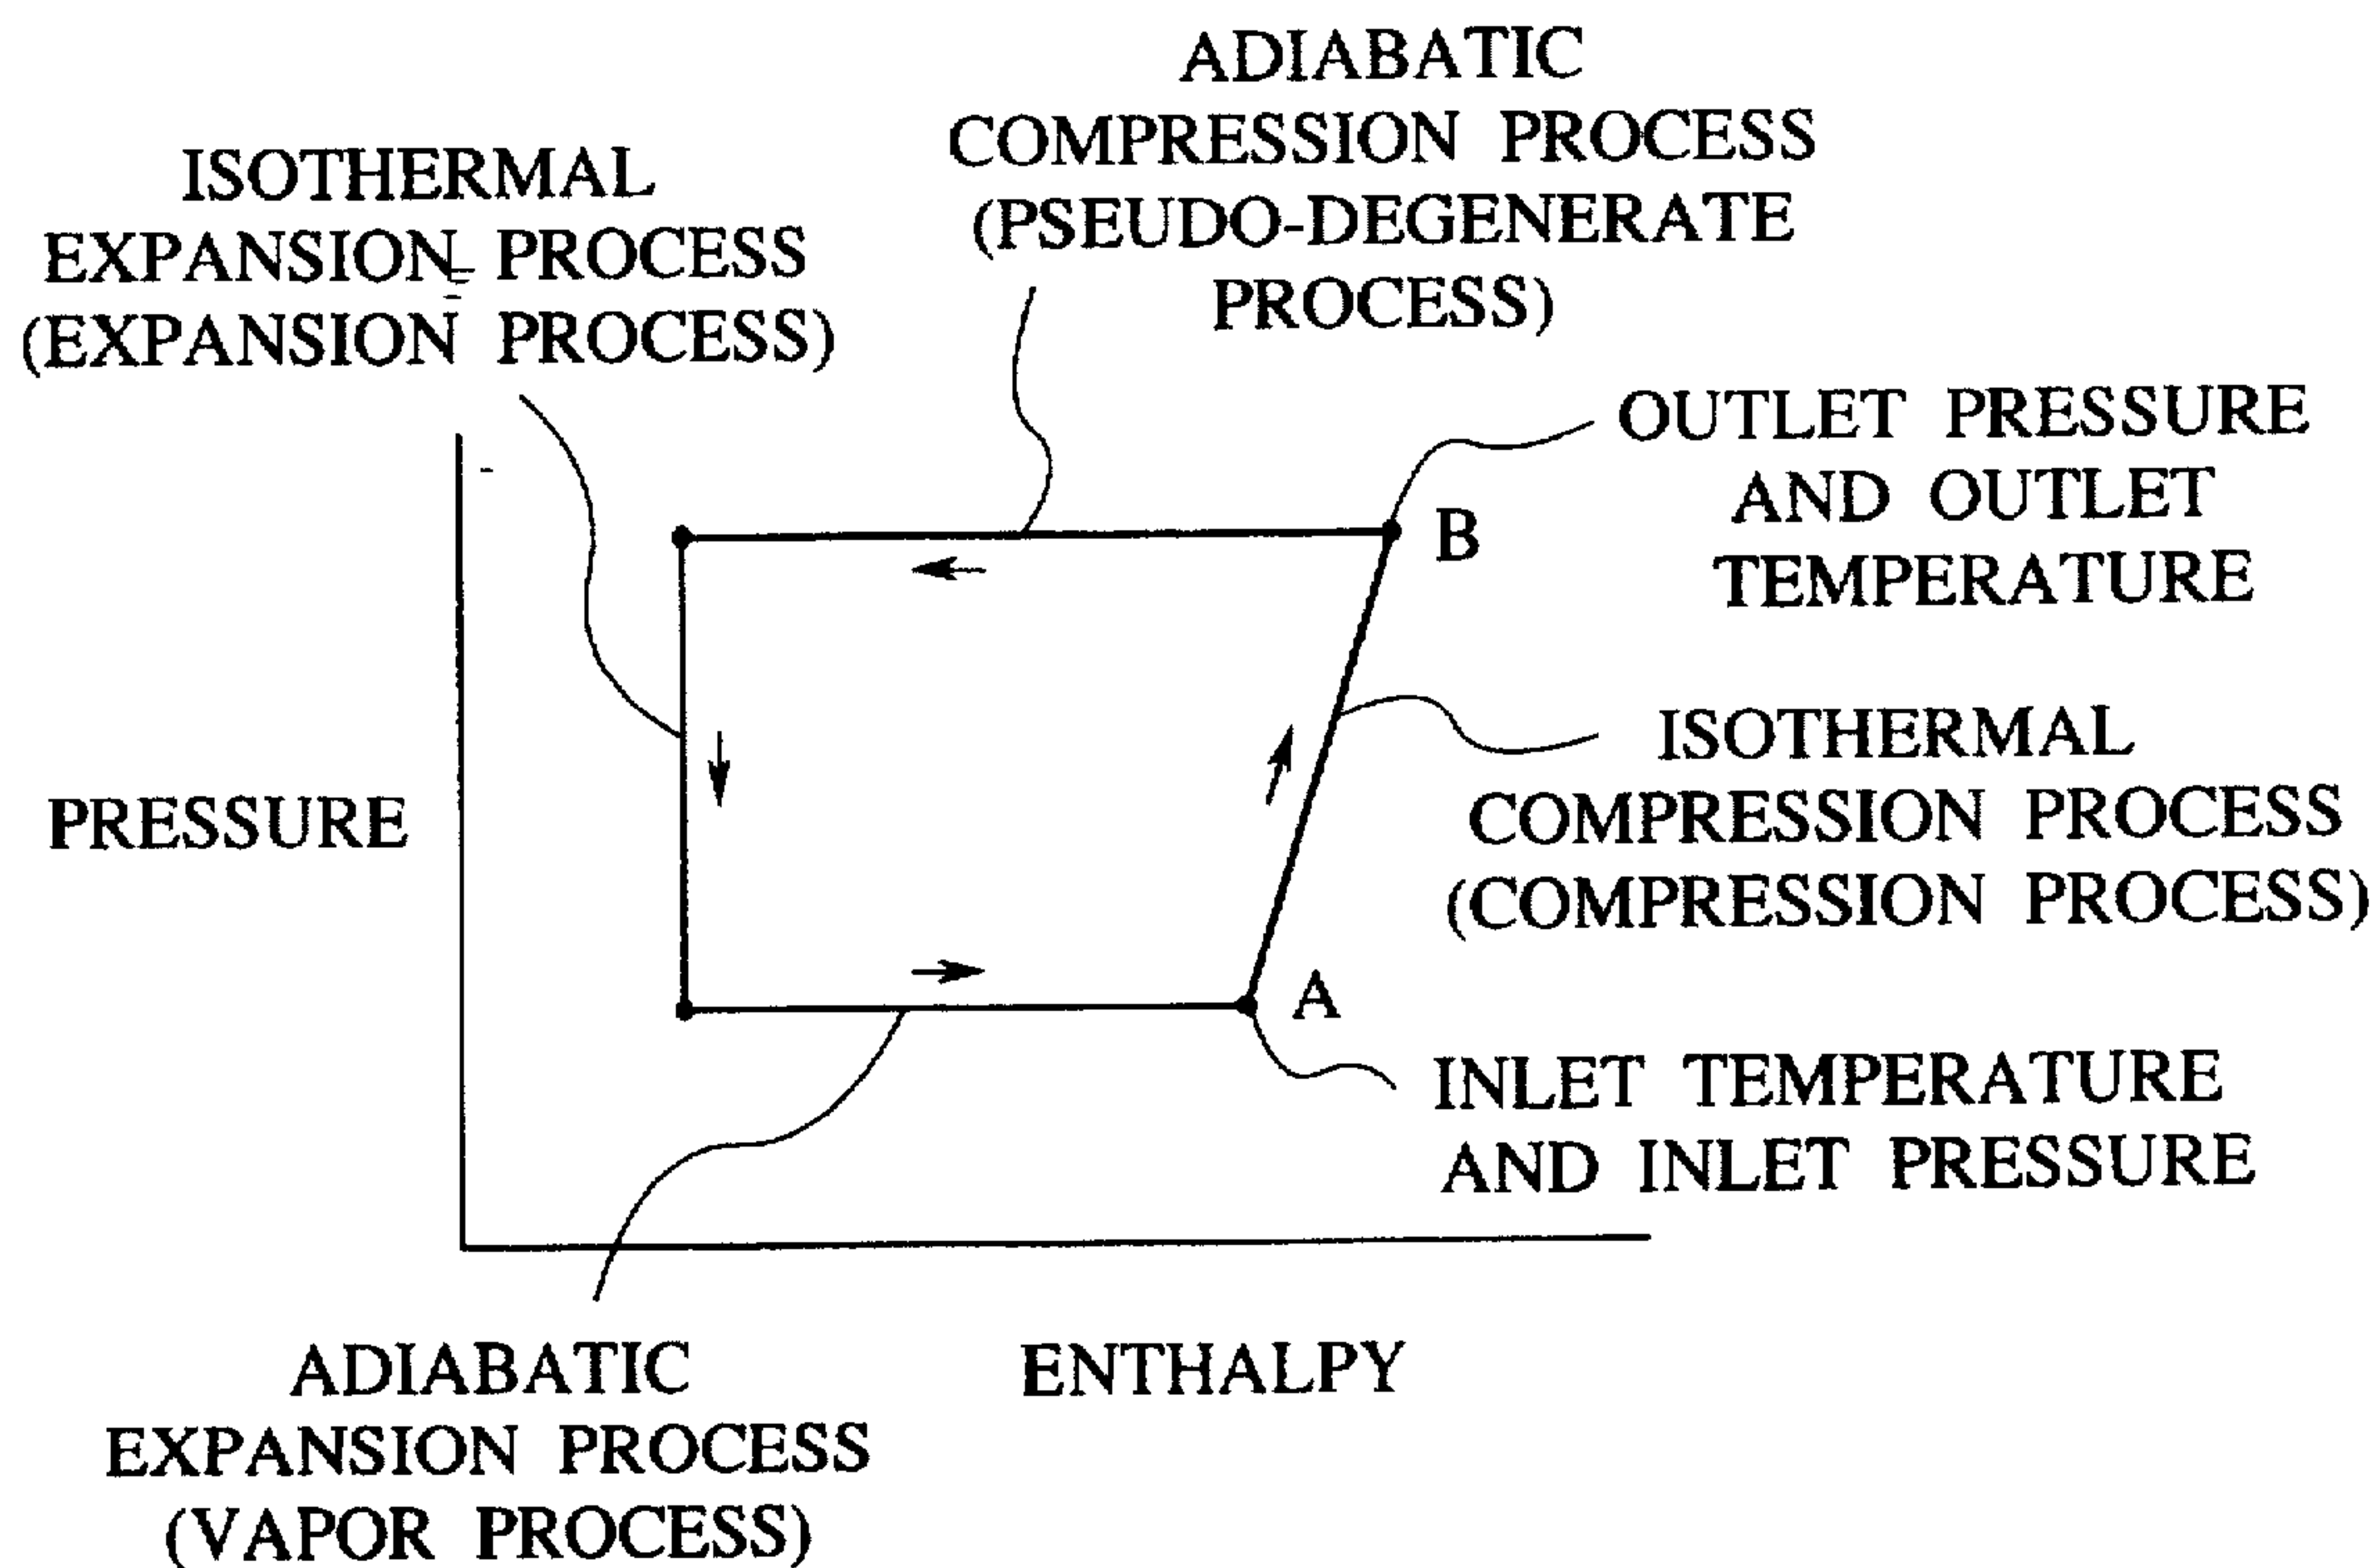 ADIABATIC
COMPRESSION PROCESS
(PSEUDO-DEGENERATE
PROCESS)
ISOTHERMAL
EXPANSION PROCESS
(EXPANSION PROCESS)
OUTLET PRESSURE
AND OUTLET
TEMPERATURE
B
ISOTHERMAL
COMPRESSION PROCESS
(COMPRESSION PROCESS)
PRESSURE
A
INLET TEMPERATURE
AND INLET PRESSURE
ADIABATIC
EXPANSION PROCESS
(VAPOR PROCESS)
ENTHALPY